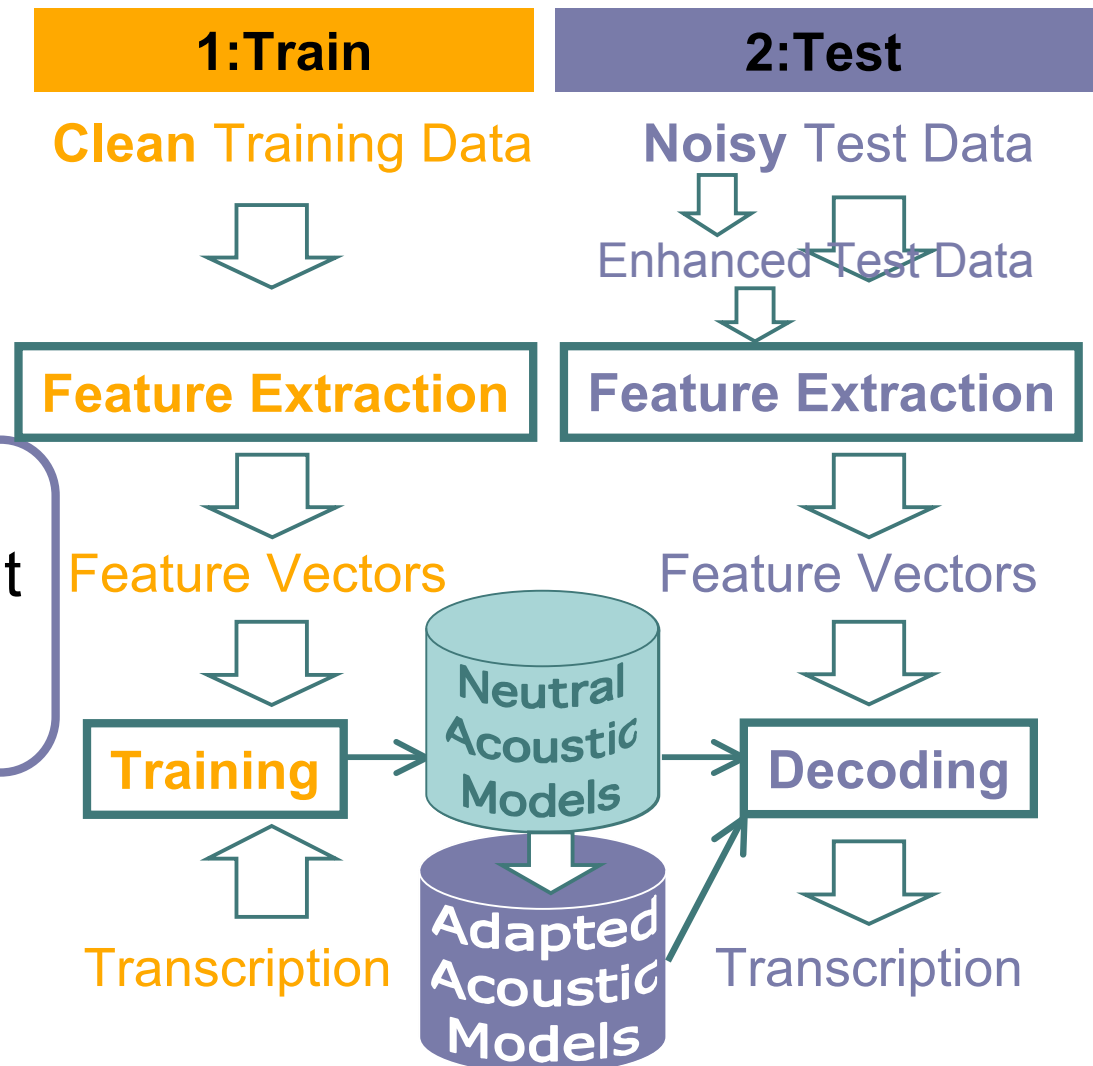 1:Train
2:Test
Clean Training Data
Noisy Test Data
Enhanced Test Data
Feature Extraction
Feature Extraction
t
Feature Vectors
Feature Vectors
Neutral
Acoustic
Models
Training
Decoding
Adapted
Acoustic
Models
Transcription
Transcription